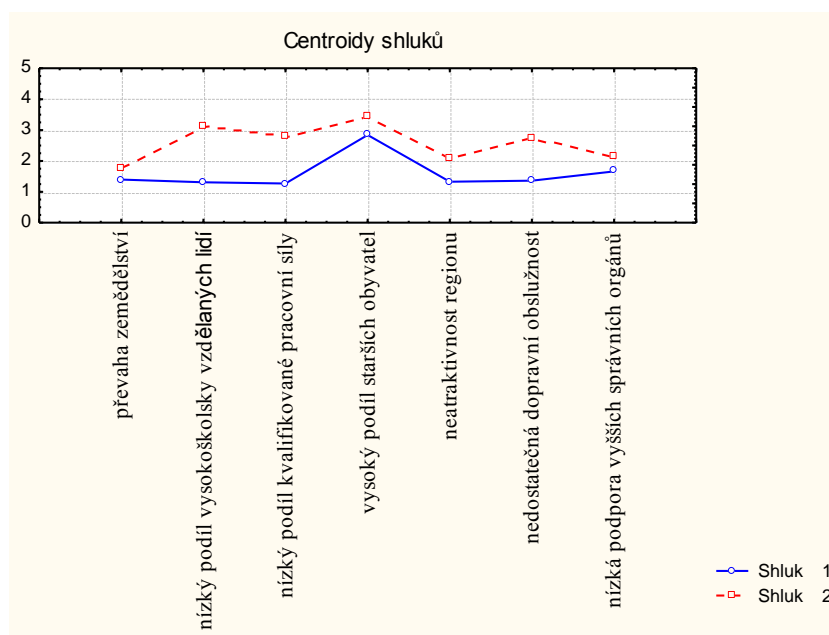 Centroidy shluků
5
4
3
2
1
0
převaha zemědělství
nízký podíl vysokoškolsky vzdělaných lidí
nízký podíl kvalifikované pracovní síly
vysoký podíl starších obyvatel
neatraktivnost regionu
nedostatečná dopravní obslužnost
nízká podpora vyšších správních orgánů
Shluk 1
Shluk 2